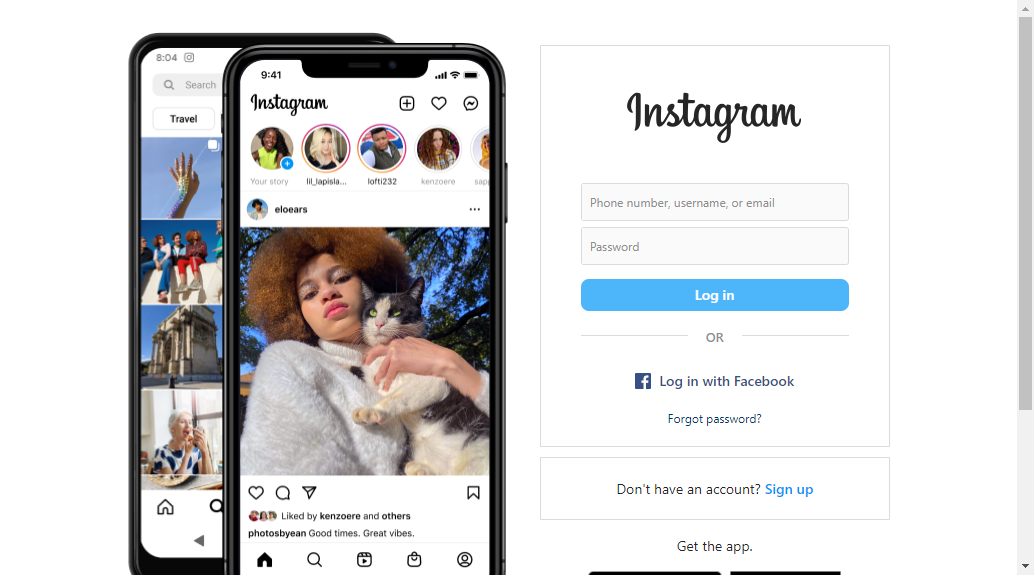 8:04
Search
Travel
9:41
Instagram
Your story
lil_lapisla...
lofti232
kenzoere
eloears
Liked by kenzoere and others
photosbyean Good times. Great vibes.
Instagram
Phone number, username, or email
Password
Log in
OR
Log in with Facebook
Forgot password?
Don't have an account? Sign up
Get the app.